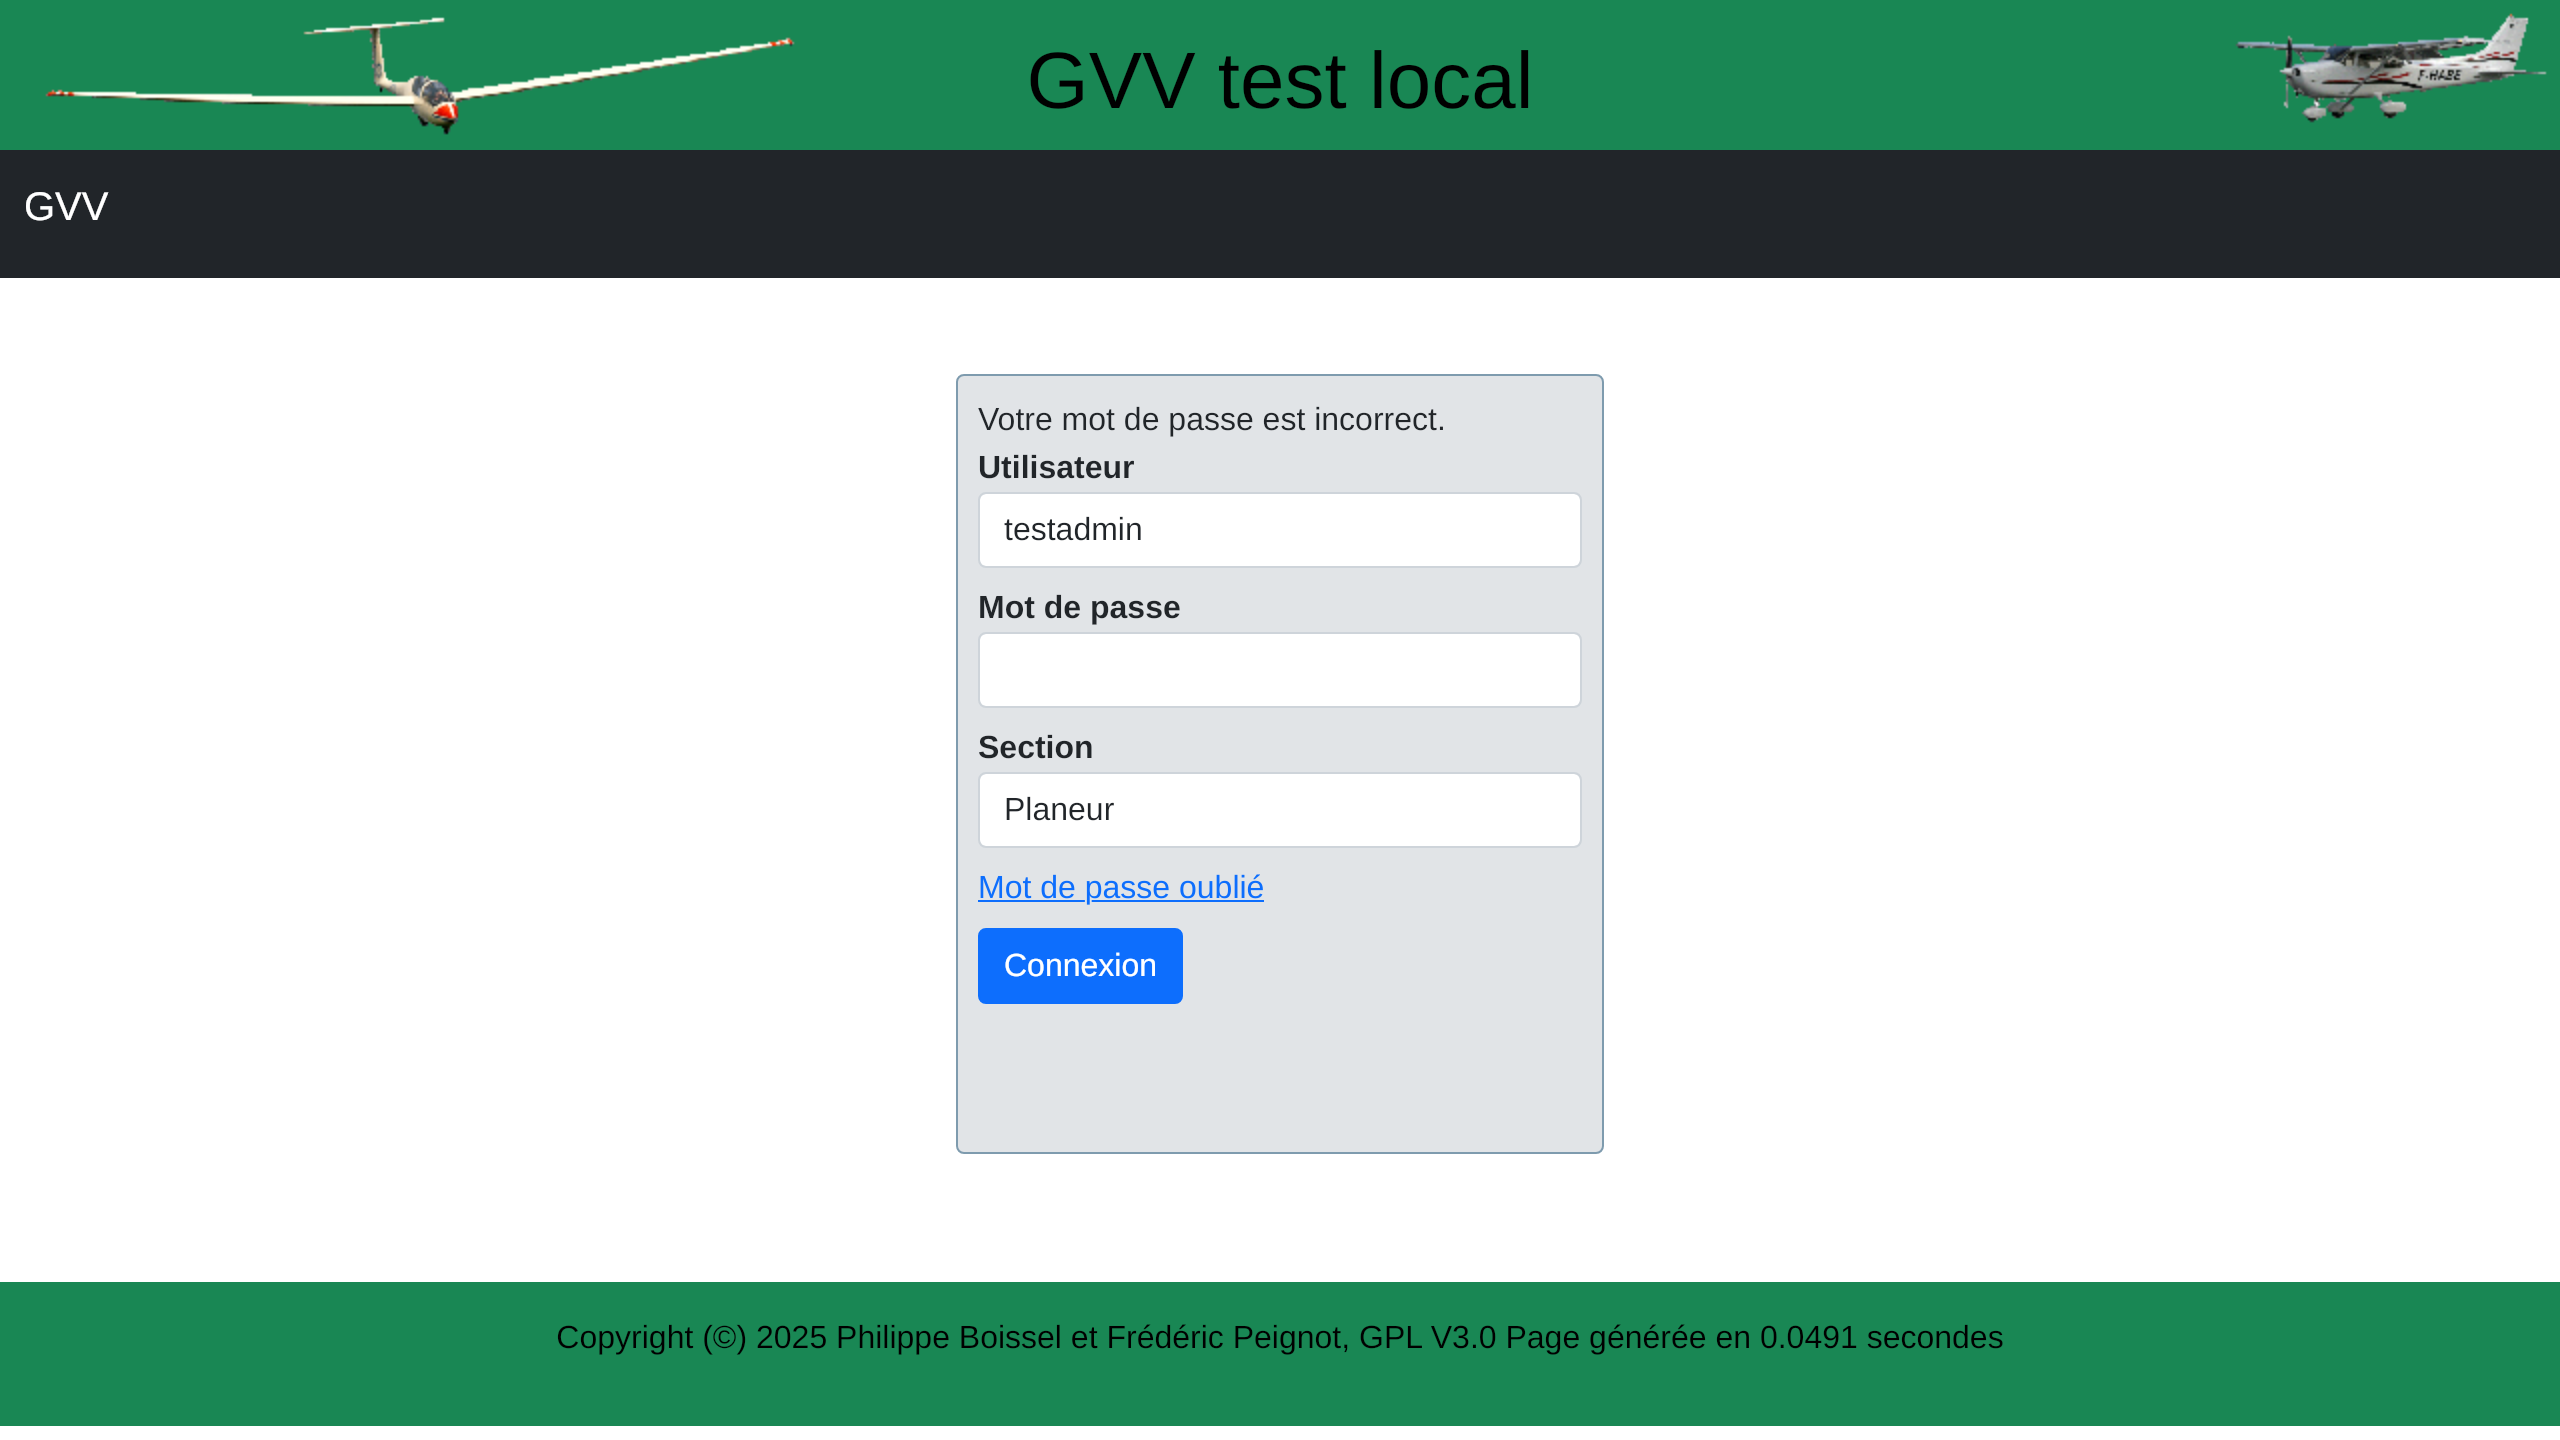 GVV test local
F-HABE
GVV
Votre mot de passe est incorrect.
Utilisateur
testadmin
Mot de passe
Section
Planeur
Mot de passe oublié
Connexion
Copyright (©) 2025 Philippe Boissel et Frédéric Peignot, GPL V3.0 Page générée en 0.0491 secondes